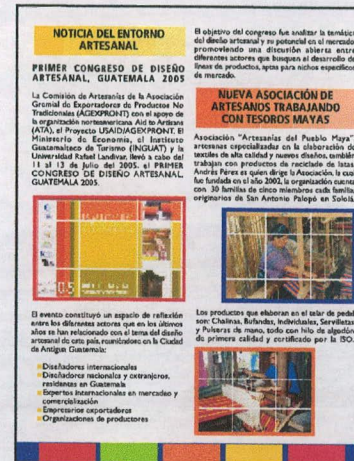 NOTICIA DEL ENTORNO
ARTESANAL
PRIMER CONGRESO DE DISEÑO
ARTESANAL, GUATEMALA 2005
La Comisión de Artesanías de la Asociación
Gremial de Exportadores de Productos No
Tradicionales (AGEXPRONT) con el apoyo de
la organización norteamericana Aid to Artisans
(ATA), el Proyecto USAID/AGEXPRONT, El
Ministerio de Economía, el Instituto
Guatemalteco de Turismo (INGUAT) y la
Universidad Rafael Landívar, llevó a cabo del
11 al 13 de julio del 2005, el PRIMER
CONGRESO DE DISEÑO ARTESANAL,
GUATEMALA 2005.
05
El evento constituyó un espacio de reflexión
entre los diferentes actores que en los últimos
años se han relacionado con el tema del diseño
artesanal de este país, reuniéndose en la Ciudad
de Antigua Guatemala:
Diseñadores internacionales
Diseñadores nacionales y extranjeros,
residentes en Guatemala
Expertos internacionales en mercadeo y
comercialización
Empresarios exportadores
Organizaciones de productores
El objetivo del congreso fue analizar la temática
del diseño artesanal y su potencial en el mercado,
promoviendo una discusión abierta entre
diferentes actores que busquen el desarrollo de
líneas de productos, aptas para nichos específicos
de mercado.
NUEVA ASOCIACIÓN DE
ARTESANOS TRABAJANDO
CON TESOROS MAYAS
Asociación "Artesanías del Pueblo Maya"
artesanas especializadas en la elaboración de
textiles de alta calidad y nuevos diseños, también
trabajan con productos de reciclado de latas.
Andrés Pérez es quien dirige la Asociación, la cual
fue fundada en el año 2002, la organización cuenta
con 30 familias de cinco miembros cada familia,
originarios de San Antonio Palopó en Sololá.
Los productos que elaboran en el telar de pedal
son: Chalinas, Bufandas, Individuales, Servilletas
y Pulseras de mano, todo con hilo de algodón
de primera calidad y certificado por la ISO.